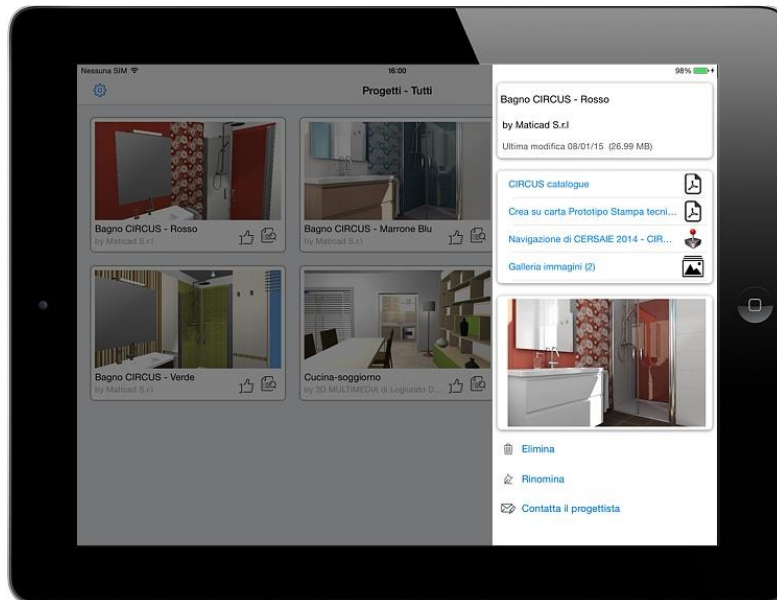 Nessuna SIM
16:00
98%
Progetti - Tutti
Bagno CIRCUS - Rosso
by Maticad S.r.l
Bagno CIRCUS - Marrone Blu
by Maticad S.r.l
Bagno CIRCUS - Verde
by Maticad S.r.l
Cucina-soggiorno
by 3D MULTIMEDIA di Logiurato D...
Bagno CIRCUS - Rosso
by Maticad S.r.l
Ultima modifica 08/01/15 (26.99 MB)
CIRCUS catalogue
Crea su carta Prototipo Stampa tecni...
Navigazione di CERSAIE 2014 - CIR...
Galleria immagini (2)
Elimina
Rinomina
Contatta il progettista